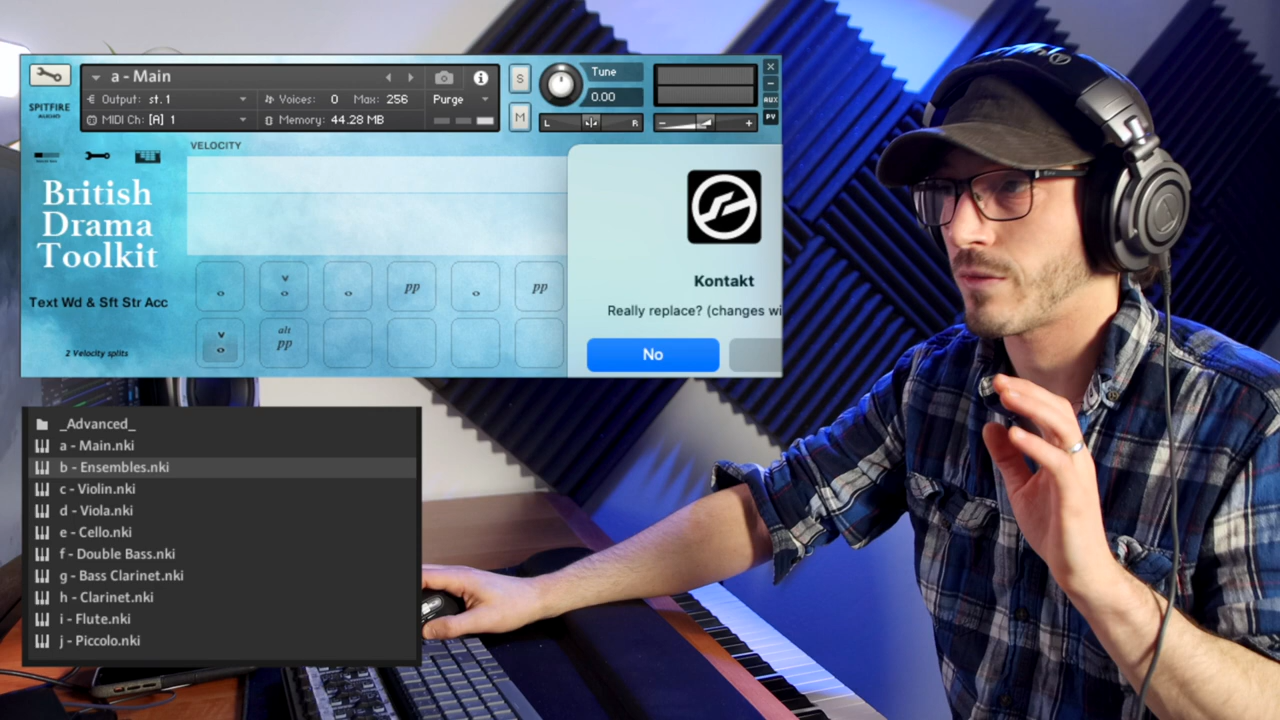 a - Main
S
Tune
SPITFIRE
AUDIO
Output: st. 1
Voices: 0 Max: 256
Purge
0.00
AUX
MIDI Ch: [A] 1
Memory: 44.28 MB
M
L
R
PV
VELOCITY
British
Drama
Toolkit
pp
pp
Kontakt
Text Wd & Sft Str Acc
Really replace? (changes wi
alt
pp
2 Velocity splits
No
_Advanced_
a - Main.nki
b - Ensembles.nki
c - Violin.nki
d - Viola.nki
e - Cello.nki
f - Double Bass.nki
g - Bass Clarinet.nki
h - Clarinet.nki
i - Flute.nki
j - Piccolo.nki